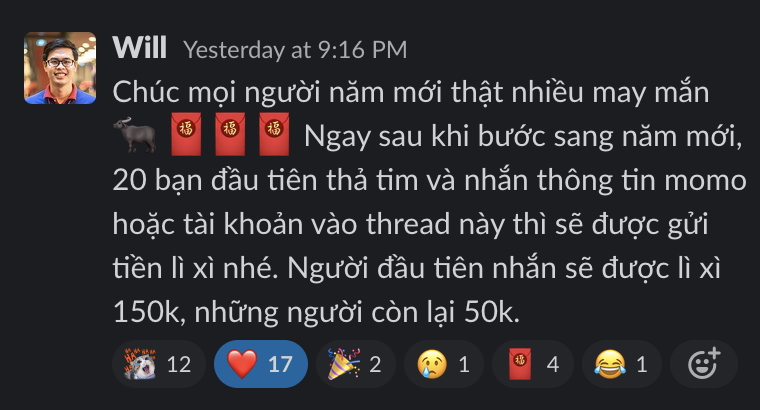 Will Yesterday at 9:16 PM
Chúc mọi người năm mới thật nhiều may mắn
🐃 🧧 🧧 🧧 Ngay sau khi bước sang năm mới,
20 bạn đầu tiên thả tim và nhắn thông tin momo
hoặc tài khoản vào thread này thì sẽ được gửi
tiền lì xì nhé. Người đầu tiên nhắn sẽ được lì xì
150k, những người còn lại 50k.
12 ❤️ 17 🎉 2 😢 1 🧧 4 😂 1